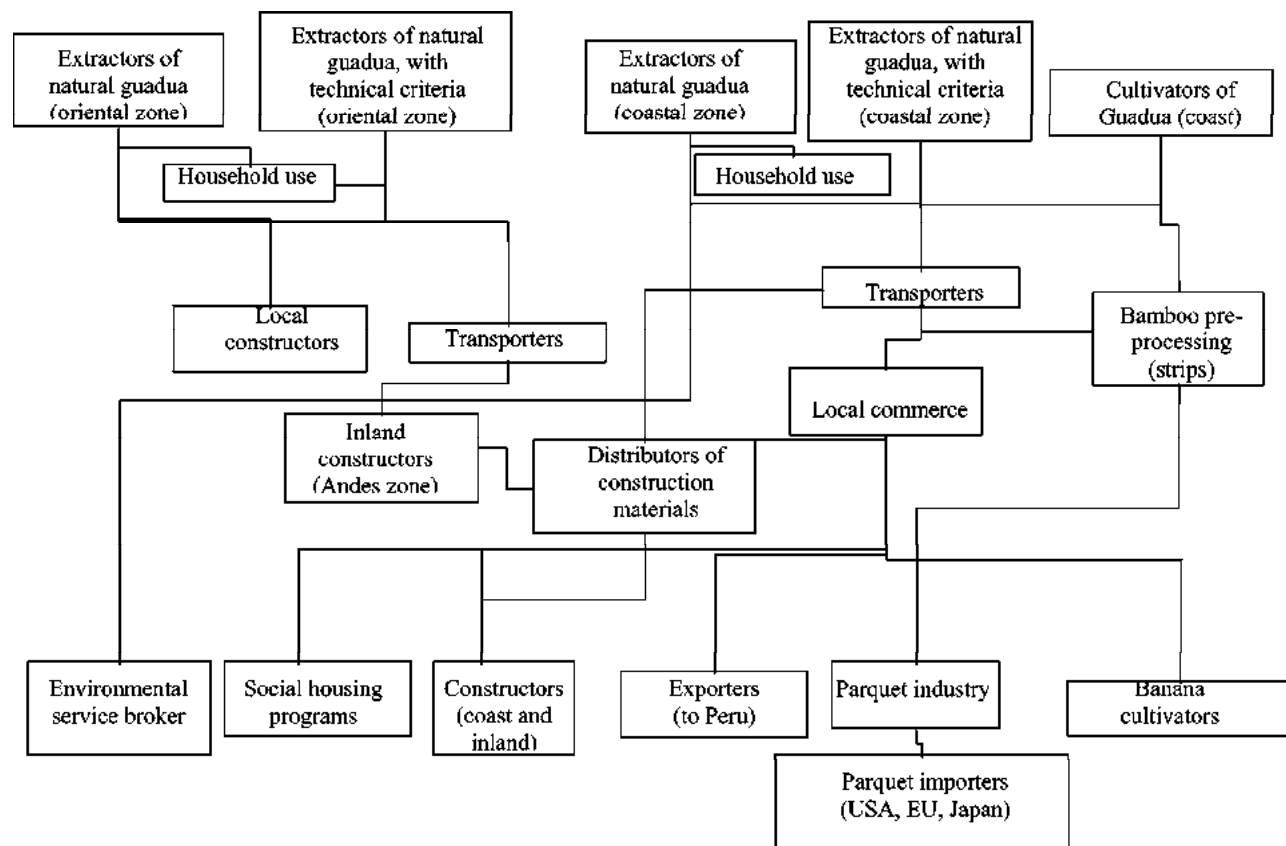 Extractors of
natural guadua
(oriental zone)
Extractors of natural
guadua, with
technical criteria
(oriental zone)
Extractors of
natural guadua
(coastal zone)
Extractors of natural
guadua, with
technical criteria
(coastal zone)
Cultivators of
Guadua (coast)
Household use
Household use
Transporters
Local
constructors
Transporters
Bamboo pre-
processing
(strips)
Local commerce
Inland
constructors
(Andes zone)
Distributors of
construction
materials
Environmental
service broker
Social housing
programs
Constructors
(coast and
inland)
Exporters
(to Peru)
Parquet industry
Banana
cultivators
Parquet importers
(USA, EU, Japan)